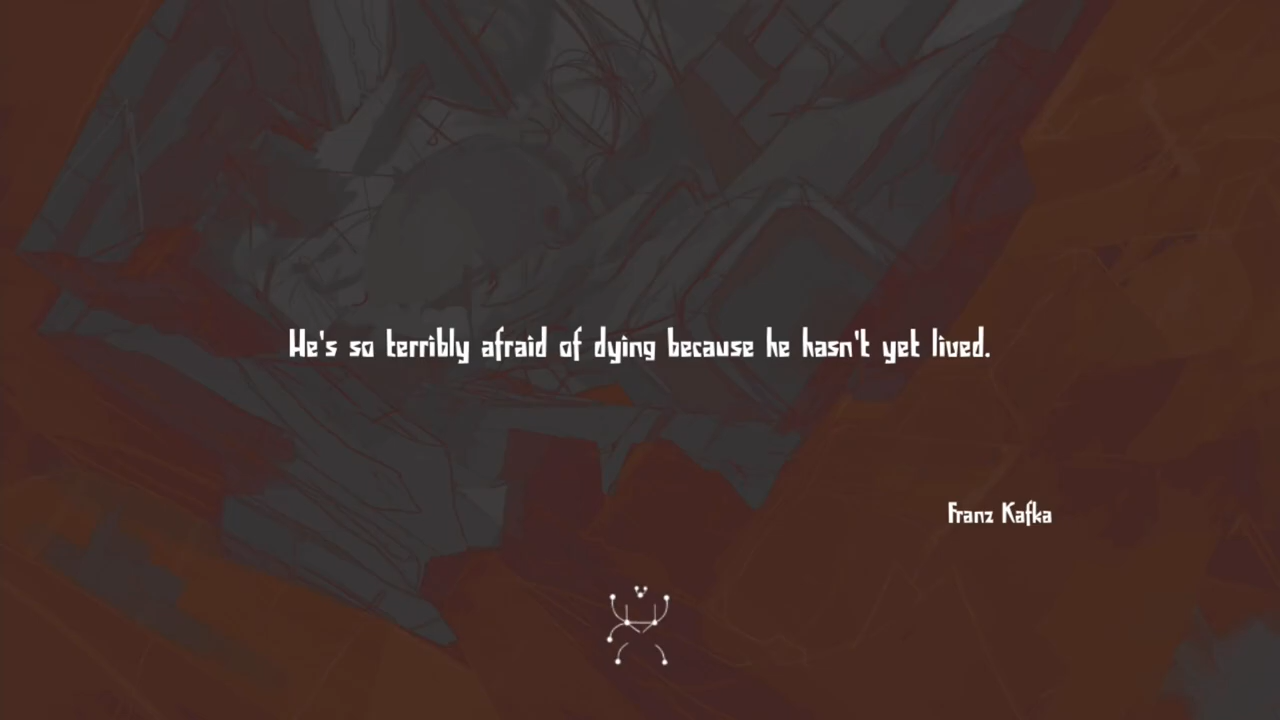 He's so terribly afraid of dying because he hasn't yet lived.
Franz Kafka